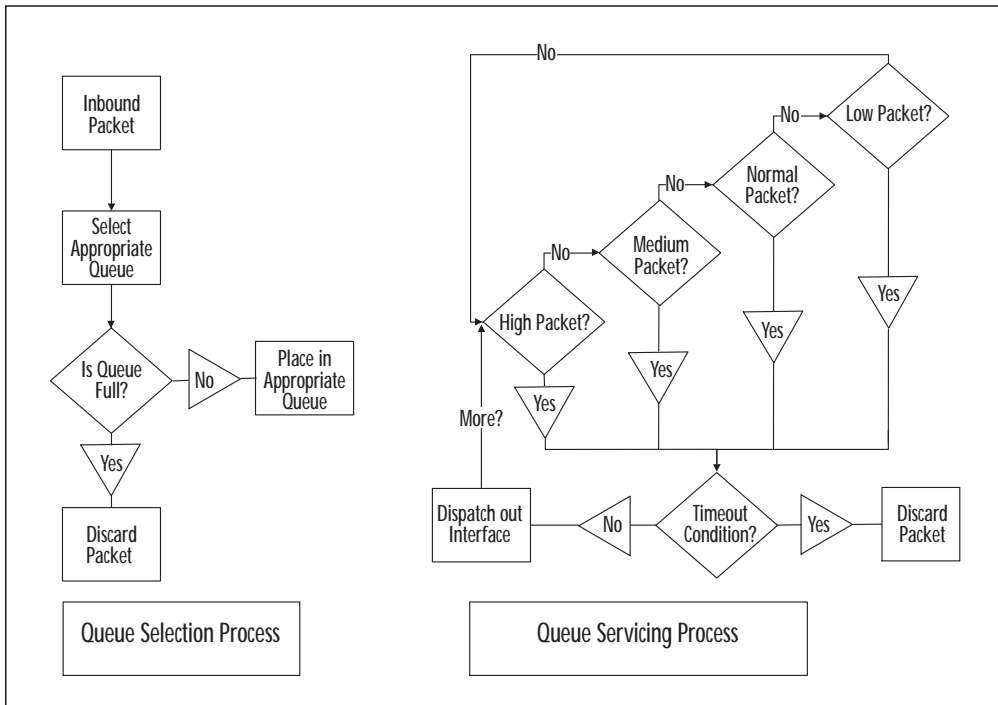 Inbound
Packet
Select
Appropriate
Queue
Is Queue
Full?
No
Place in
Appropriate
Queue
Yes
Discard
Packet
Queue Selection Process
No
Low Packet?
No
Normal
Packet?
No
Medium
Packet?
No
High Packet?
Yes
Yes
Yes
Yes
More?
Dispatch out
Interface
No
Timeout
Condition?
Yes
Discard
Packet
Queue Servicing Process